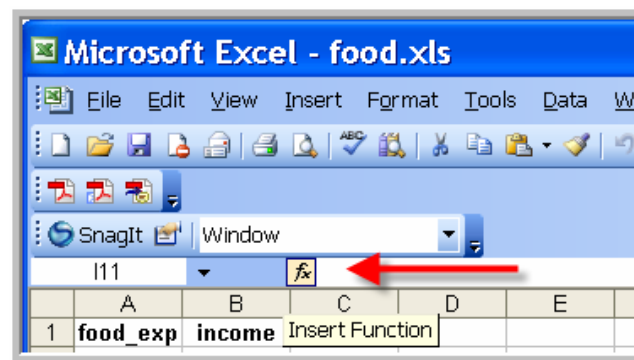 Microsoft Excel - food.xls
File Edit View Insert Format Tools Data W
ABC
SnagIt Window
I11 fx
A B C D E
1 food_exp income Insert Function